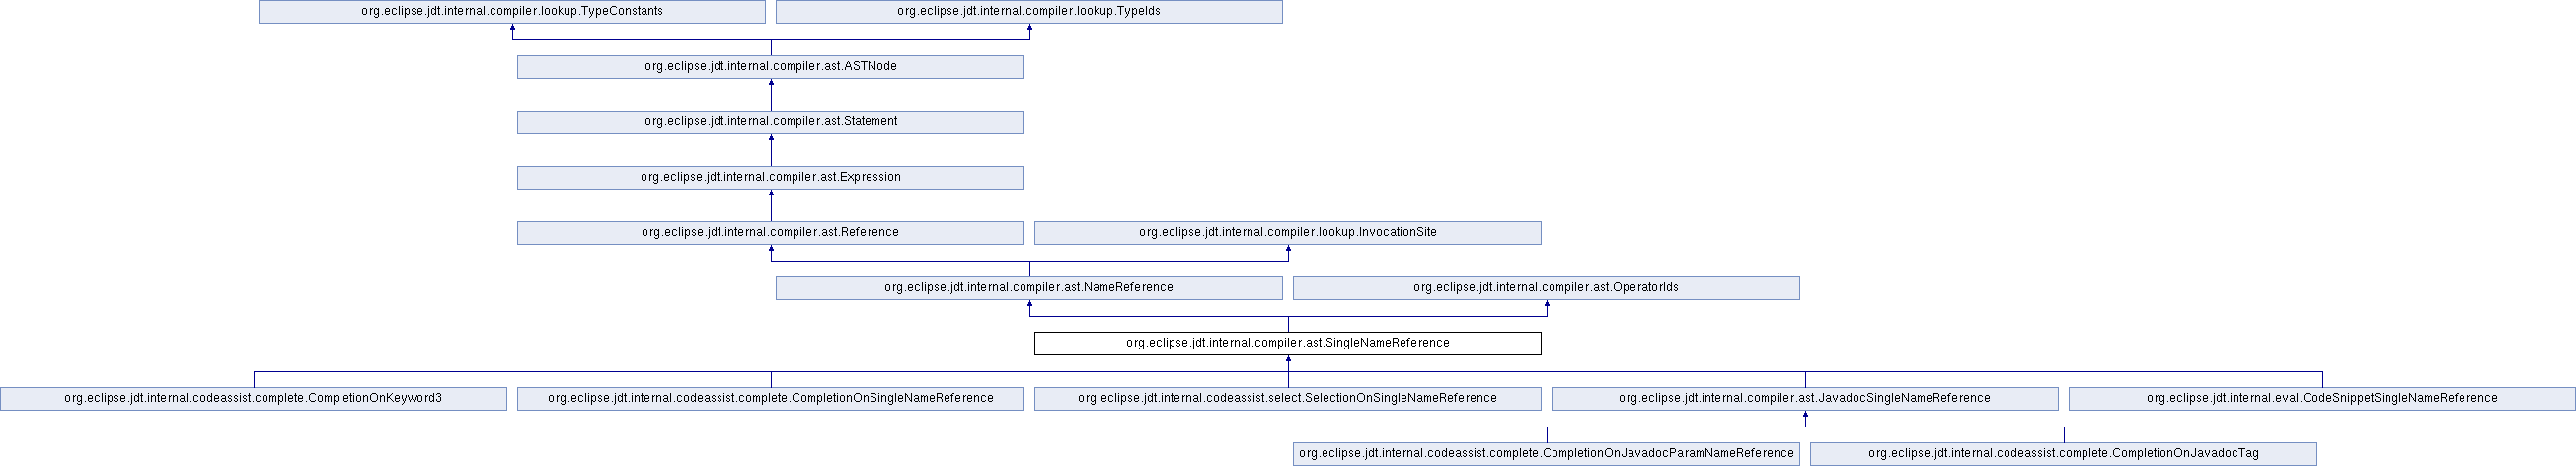 org.eclipse.jdt.internal.compiler.lookup.TypeConstants
org.eclipse.jdt.internal.compiler.lookup.TypeIds
org.eclipse.jdt.internal.compiler.ast.ASTNode
org.eclipse.jdt.internal.compiler.ast.Statement
org.eclipse.jdt.internal.compiler.ast.Expression
org.eclipse.jdt.internal.compiler.ast.Reference
org.eclipse.jdt.internal.compiler.lookup.InvocationSite
org.eclipse.jdt.internal.compiler.ast.NameReference
org.eclipse.jdt.internal.compiler.ast.OperatorIds
org.eclipse.jdt.internal.compiler.ast.SingleNameReference
org.eclipse.jdt.internal.codeassist.complete.CompletionOnKeyword3
org.eclipse.jdt.internal.codeassist.complete.CompletionOnSingleNameReference
org.eclipse.jdt.internal.codeassist.select.SelectionOnSingleNameReference
org.eclipse.jdt.internal.compiler.ast.JavadocSingleNameReference
org.eclipse.jdt.internal.eval.CodeSnippetSingleNameReference
org.eclipse.jdt.internal.codeassist.complete.CompletionOnJavadocParamNameReference
org.eclipse.jdt.internal.codeassist.complete.CompletionOnJavadocTag